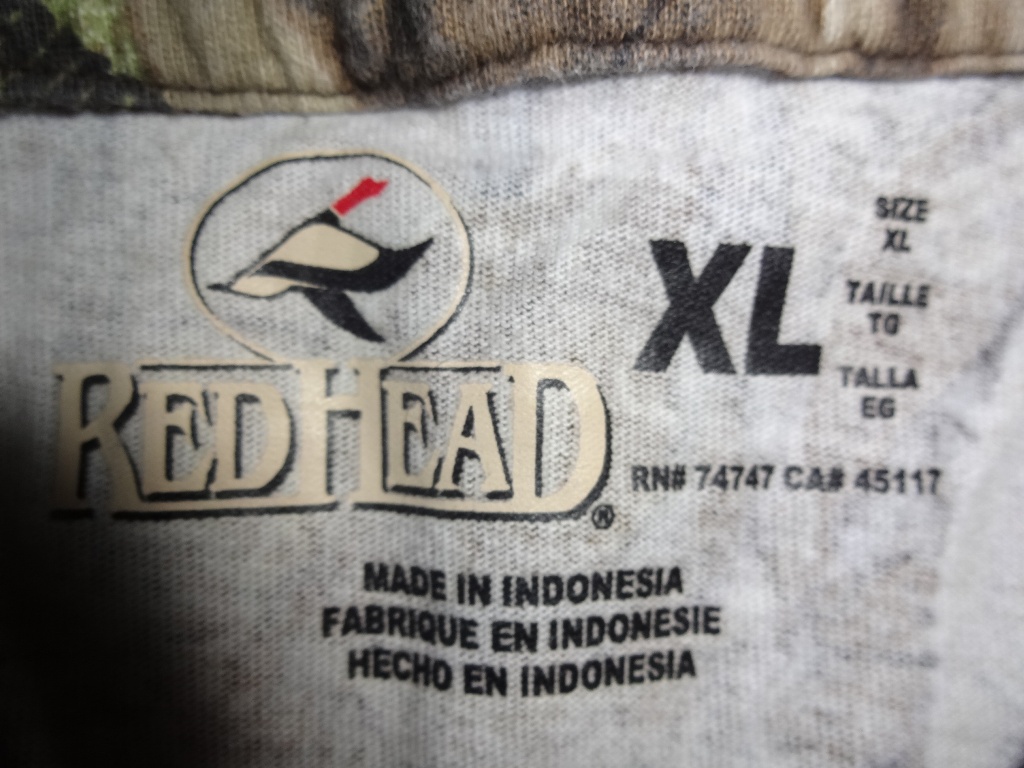 REDHEAD®
XL
SIZE
XL
TAILLE
TG
TALLA
EG
RN# 74747 CA# 45117
MADE IN INDONESIA
FABRIQUE EN INDONESIE
HECHO EN INDONESIA